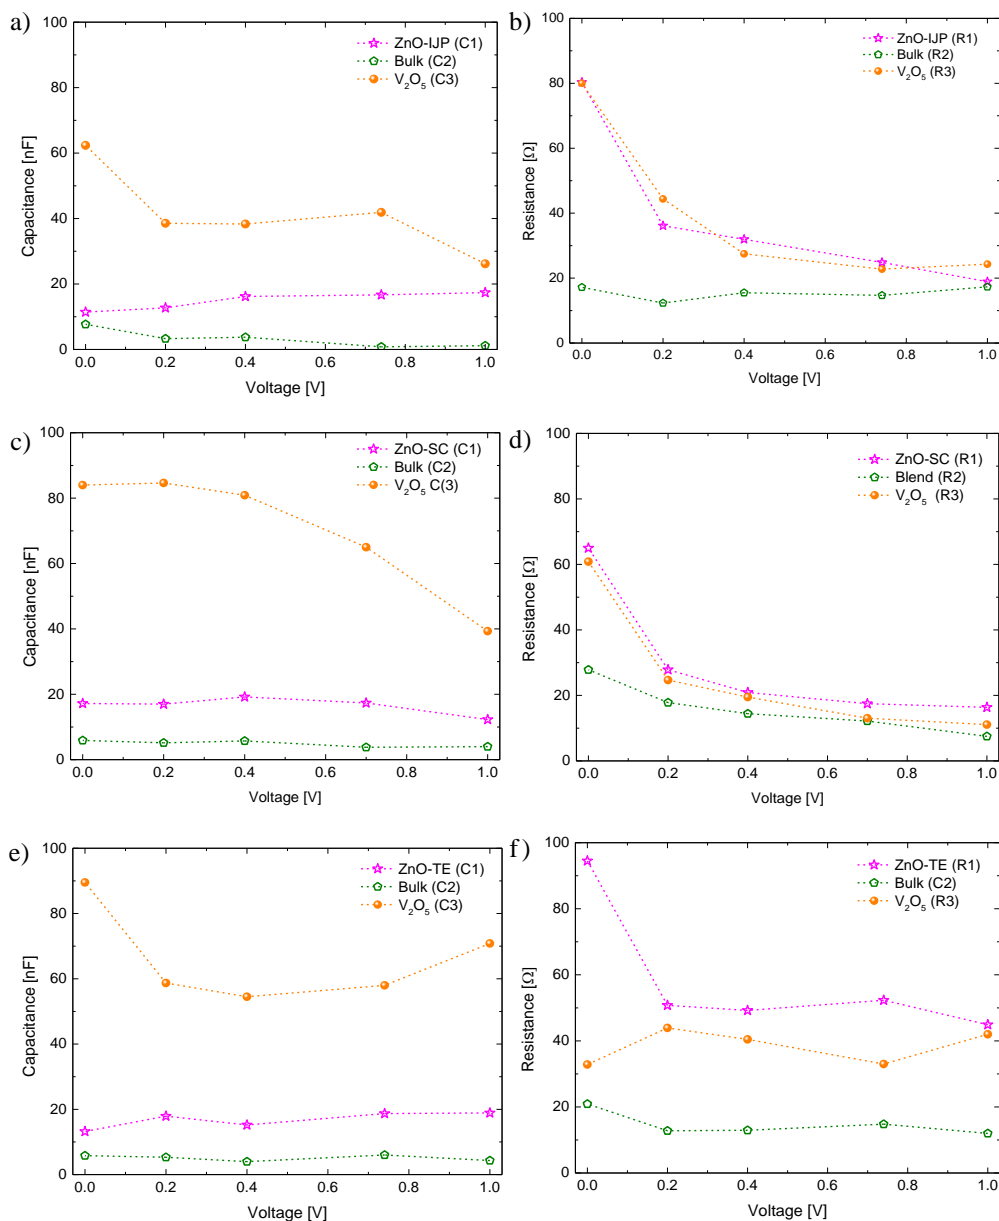 a)
ZnO-IJP (C1)
Bulk (C2)
V₂O₅ (C3)
Capacitance [nF]
100
80
60
40
20
0
0.0 0.2 0.4 0.6 0.8 1.0
Voltage [V]
b)
ZnO-IJP (R1)
Bulk (R2)
V₂O₅ (R3)
Resistance [Ω]
100
80
60
40
20
0
0.0 0.2 0.4 0.6 0.8 1.0
Voltage [V]
c)
ZnO-SC (C1)
Bulk (C2)
V₂O₅ C(3)
Capacitance [nF]
100
80
60
40
20
0
0.0 0.2 0.4 0.6 0.8 1.0
Voltage [V]
d)
ZnO-SC (R1)
Blend (R2)
V₂O₅ (R3)
Resistance [Ω]
100
80
60
40
20
0
0.0 0.2 0.4 0.6 0.8 1.0
Voltage [V]
e)
ZnO-TE (C1)
Bulk (C2)
V₂O₅ (C3)
Capacitance [nF]
100
80
60
40
20
0
0.0 0.2 0.4 0.6 0.8 1.0
Voltage [V]
f)
ZnO-TE (R1)
Bulk (C2)
V₂O₅ (R3)
Resistance [Ω]
100
80
60
40
20
0
0.0 0.2 0.4 0.6 0.8 1.0
Voltage [V]